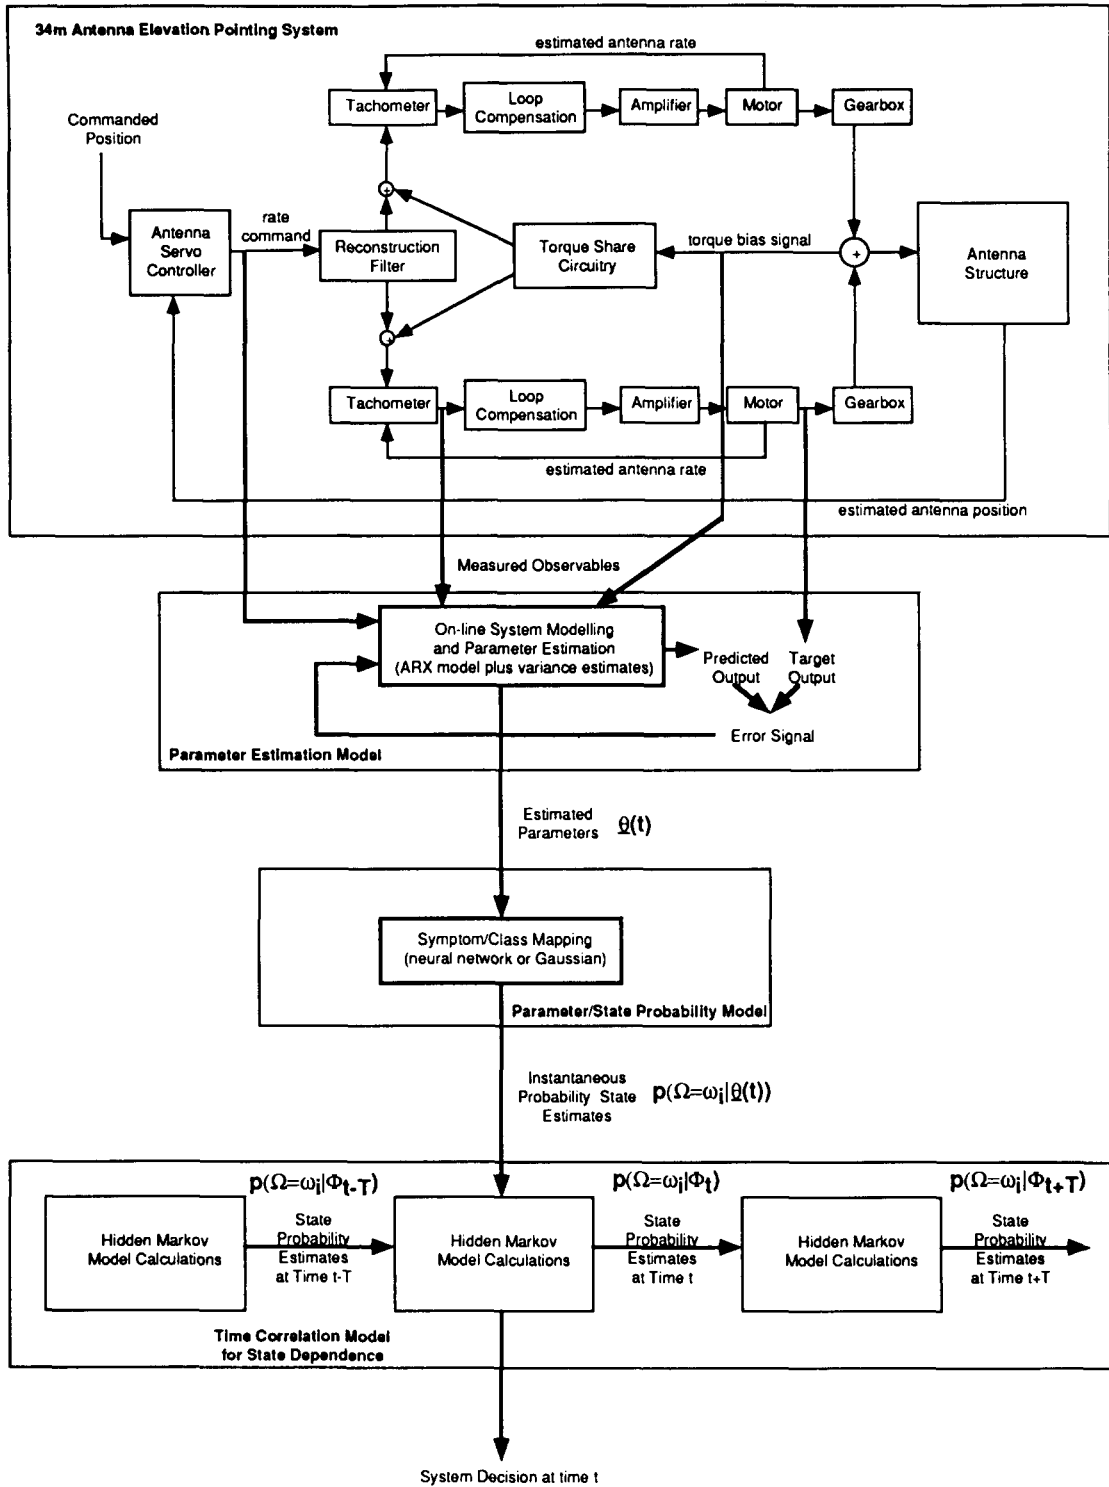 34m Antenna Elevation Pointing System
estimated antenna rate
Tachometer
Loop
Compensation
Amplifier
Motor
Gearbox
Commanded
Position
+
Antenna
Servo
Controller
rate
command
Reconstruction
Filter
Torque Share
Circuitry
torque bias signal
+
Antenna
Structure
+
Tachometer
Loop
Compensation
Amplifier
Motor
Gearbox
estimated antenna rate
estimated antenna position
Measured Observables
On-line System Modelling
and Parameter Estimation
(ARX model plus variance estimates)
Predicted
Output
Target
Output
Error Signal
Parameter Estimation Model
Estimated
Parameters
θ(t)
Symptom/Class Mapping
(neural network or Gaussian)
Parameter/State Probability Model
Instantaneous
Probability State
Estimates
p(Ω=ωi|θ(t))
p(Ω=ωi|Φt-T)
p(Ω=ωi|Φt)
p(Ω=ωi|Φt+T)
Hidden Markov
Model Calculations
State
Probability
Estimates
at Time t-T
Hidden Markov
Model Calculations
State
Probability
Estimates
at Time t
Hidden Markov
Model Calculations
State
Probability
Estimates
at Time t+T
Time Correlation Model
for State Dependence
System Decision at time t